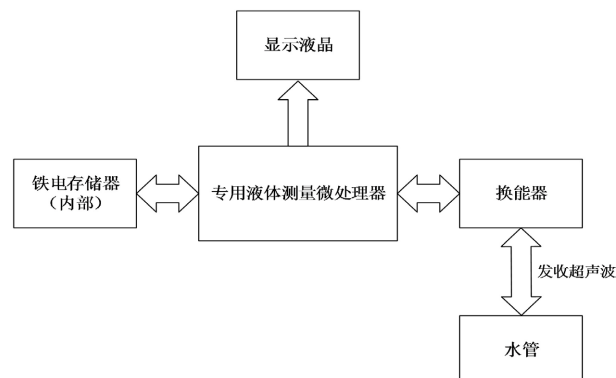 显示液晶
铁电存储器
（内部）
专用液体测量微处理器
换能器
发收超声波
水管